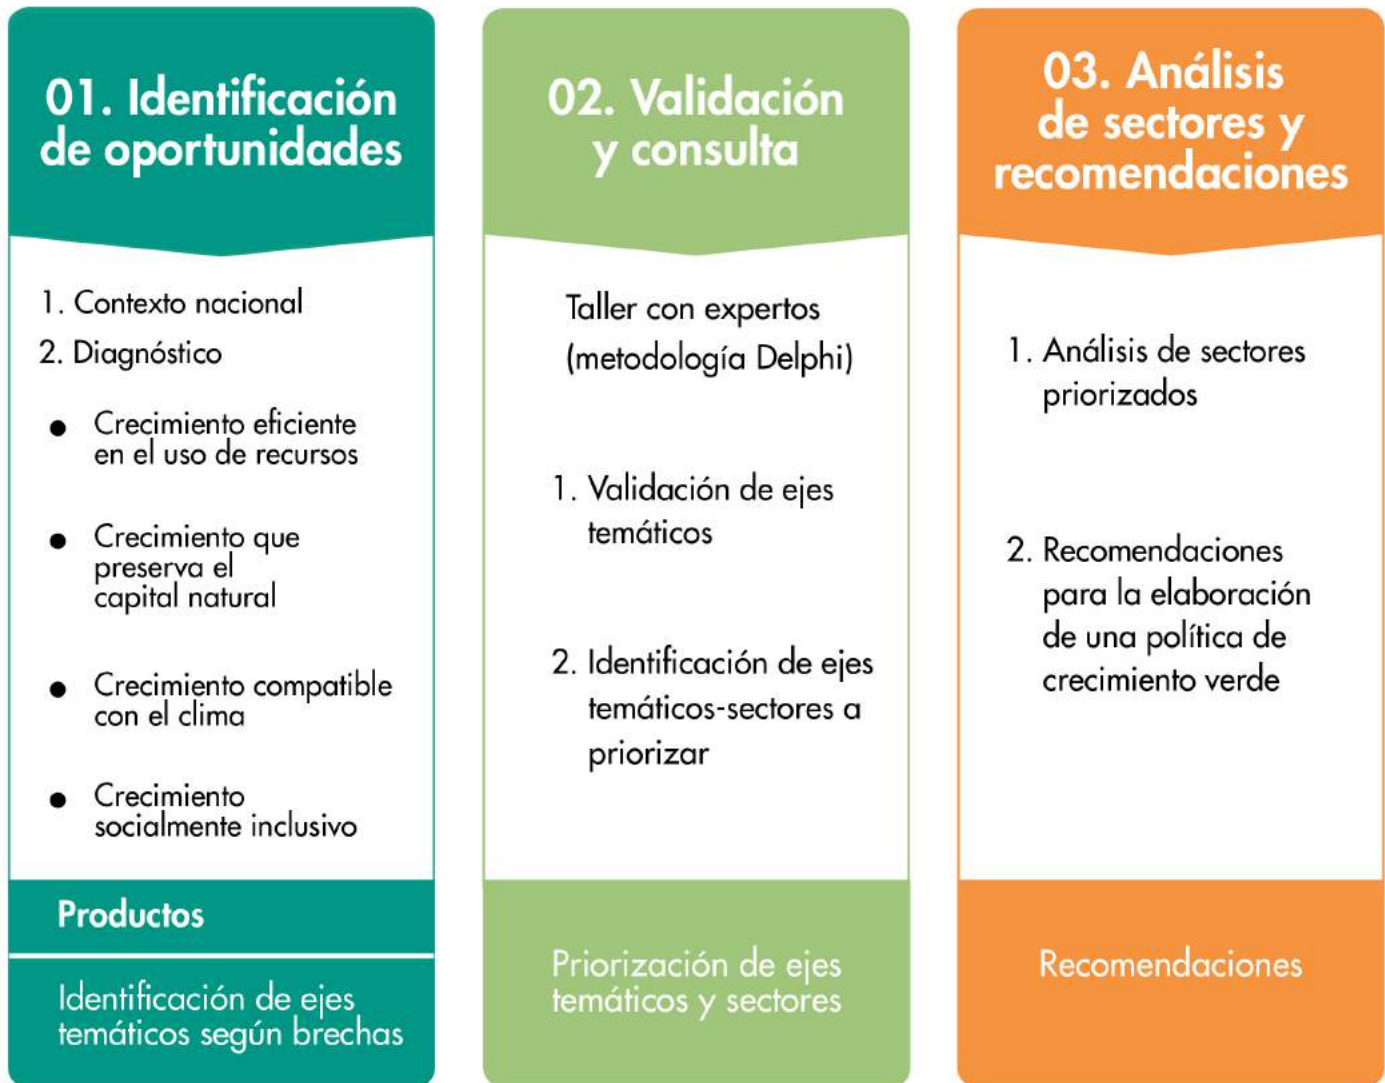 01. Identificación
de oportunidades
1. Contexto nacional
2. Diagnóstico
● Crecimiento eficiente
en el uso de recursos
● Crecimiento que
preserva el
capital natural
● Crecimiento compatible
con el clima
● Crecimiento
socialmente inclusivo
Productos
Identificación de ejes
temáticos según brechas
02. Validación
y consulta
Taller con expertos
(metodología Delphi)
1. Validación de ejes
temáticos
2. Identificación de ejes
temáticos-sectores a
priorizar
Priorización de ejes
temáticos y sectores
03. Análisis
de sectores y
recomendaciones
1. Análisis de sectores
priorizados
2. Recomendaciones
para la elaboración
de una política de
crecimiento verde
Recomendaciones